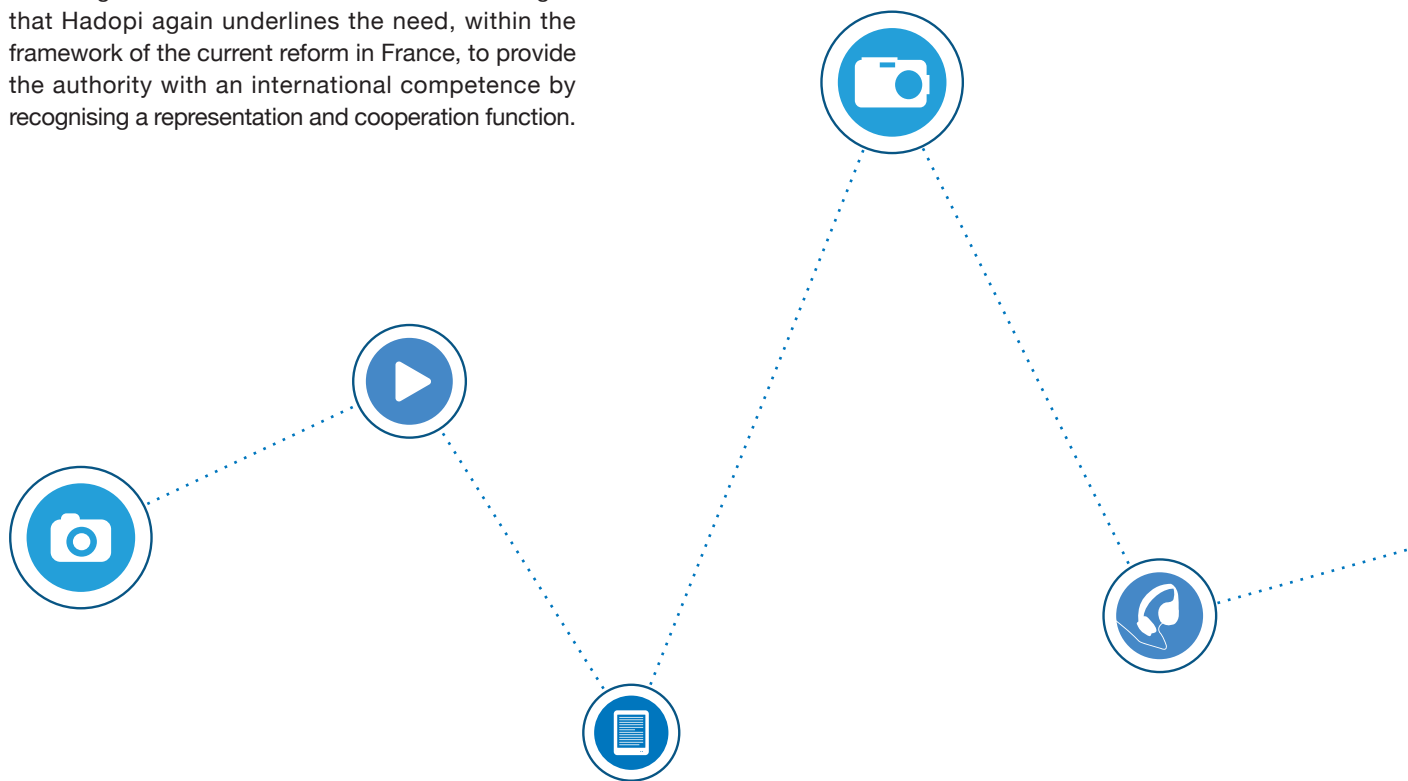 that Hadopi again underlines the need, within the
framework of the current reform in France, to provide
the authority with an international competence by
recognising a representation and cooperation function.